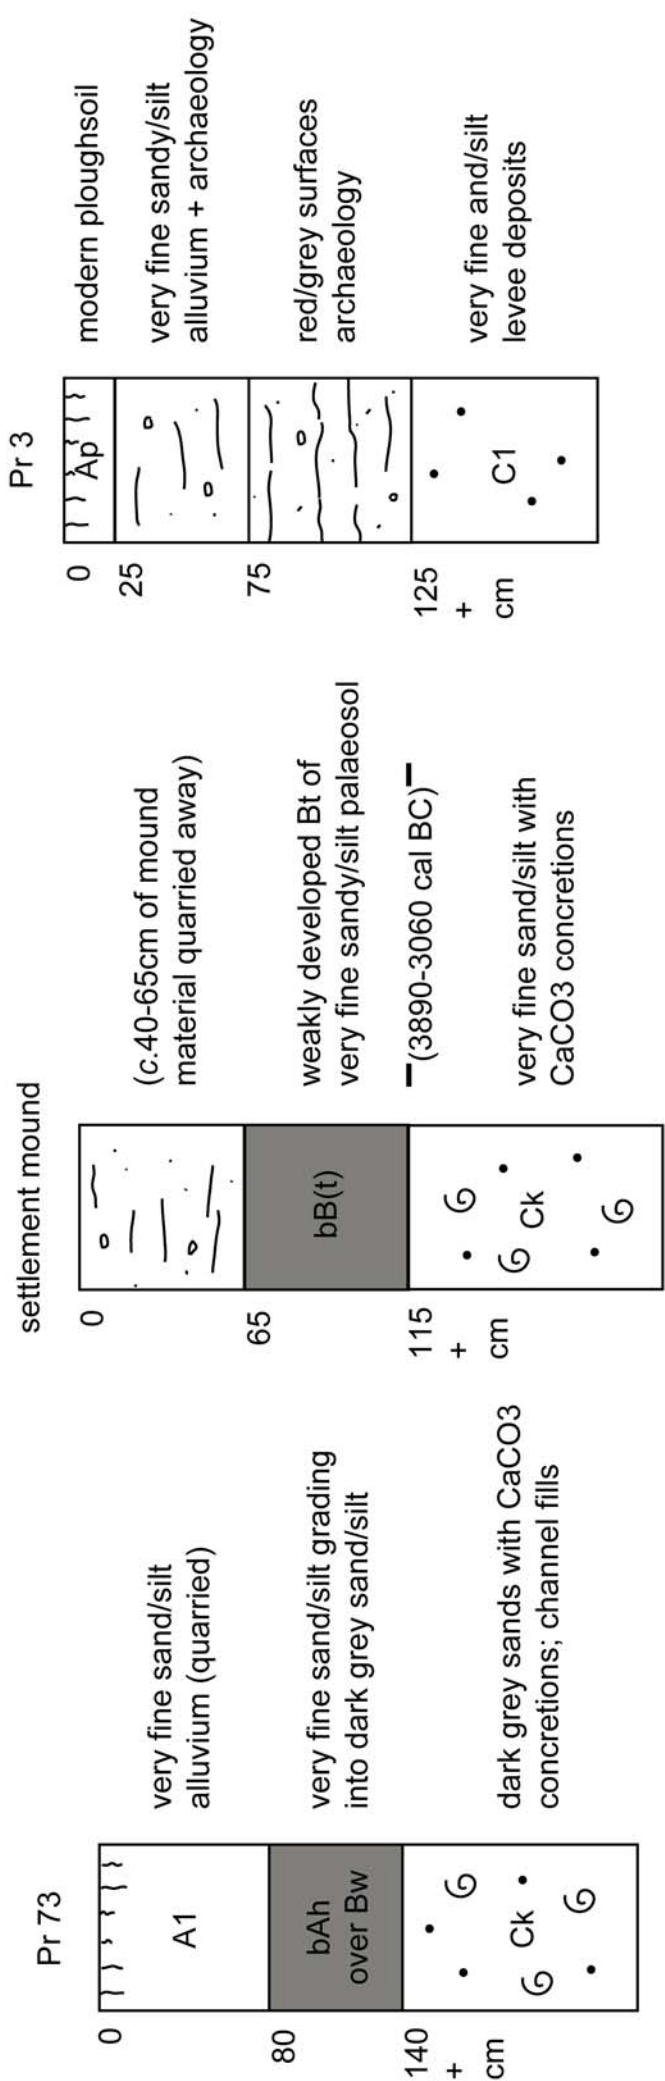 Pr 73
0
A1
very fine sand/silt
alluvium (quarried)
80
bAh
over Bw
very fine sand/silt grading
into dark grey sand/silt
140
+
cm
Ck
dark grey sands with CaCO3
concretions; channel fills
settlement mound
0
(c.40-65cm of mound
material quarried away)
65
bB(t)
weakly developed Bt of
very fine sandy/silt palaeosol
(3890-3060 cal BC)
115
+
cm
Ck
very fine sand/silt with
CaCO3 concretions
Pr 3
0
Ap
modern ploughsoil
25
very fine sandy/silt
alluvium + archaeology
75
red/grey surfaces
archaeology
125
+
cm
C1
very fine and/silt
levee deposits